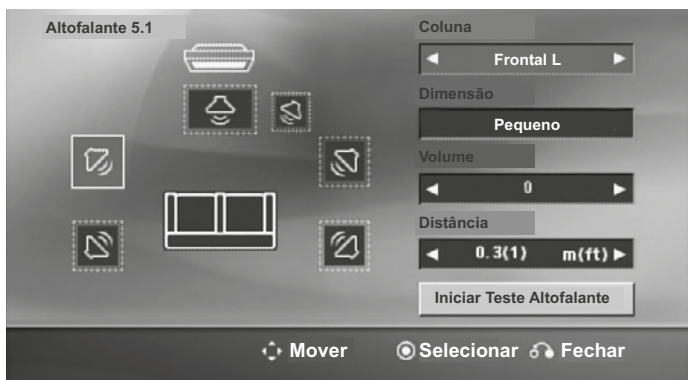 Altofalante 5.1
Coluna
Frontal L
Dimensão
Pequeno
Volume
0
Distância
0.3(1) m(ft)
Iniciar Teste Altofalante
Mover Selecionar Fechar